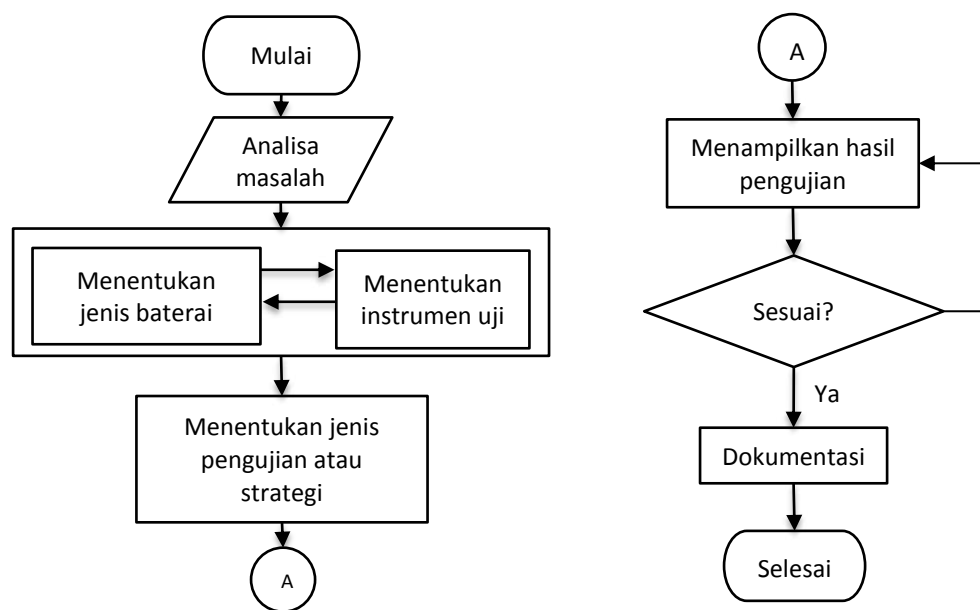 Mulai
Analisa
masalah
Menentukan
jenis baterai
Menentukan
instrumen uji
Menentukan jenis
pengujian atau
strategi
A
A
Menampilkan hasil
pengujian
Sesuai?
Ya
Dokumentasi
Selesai